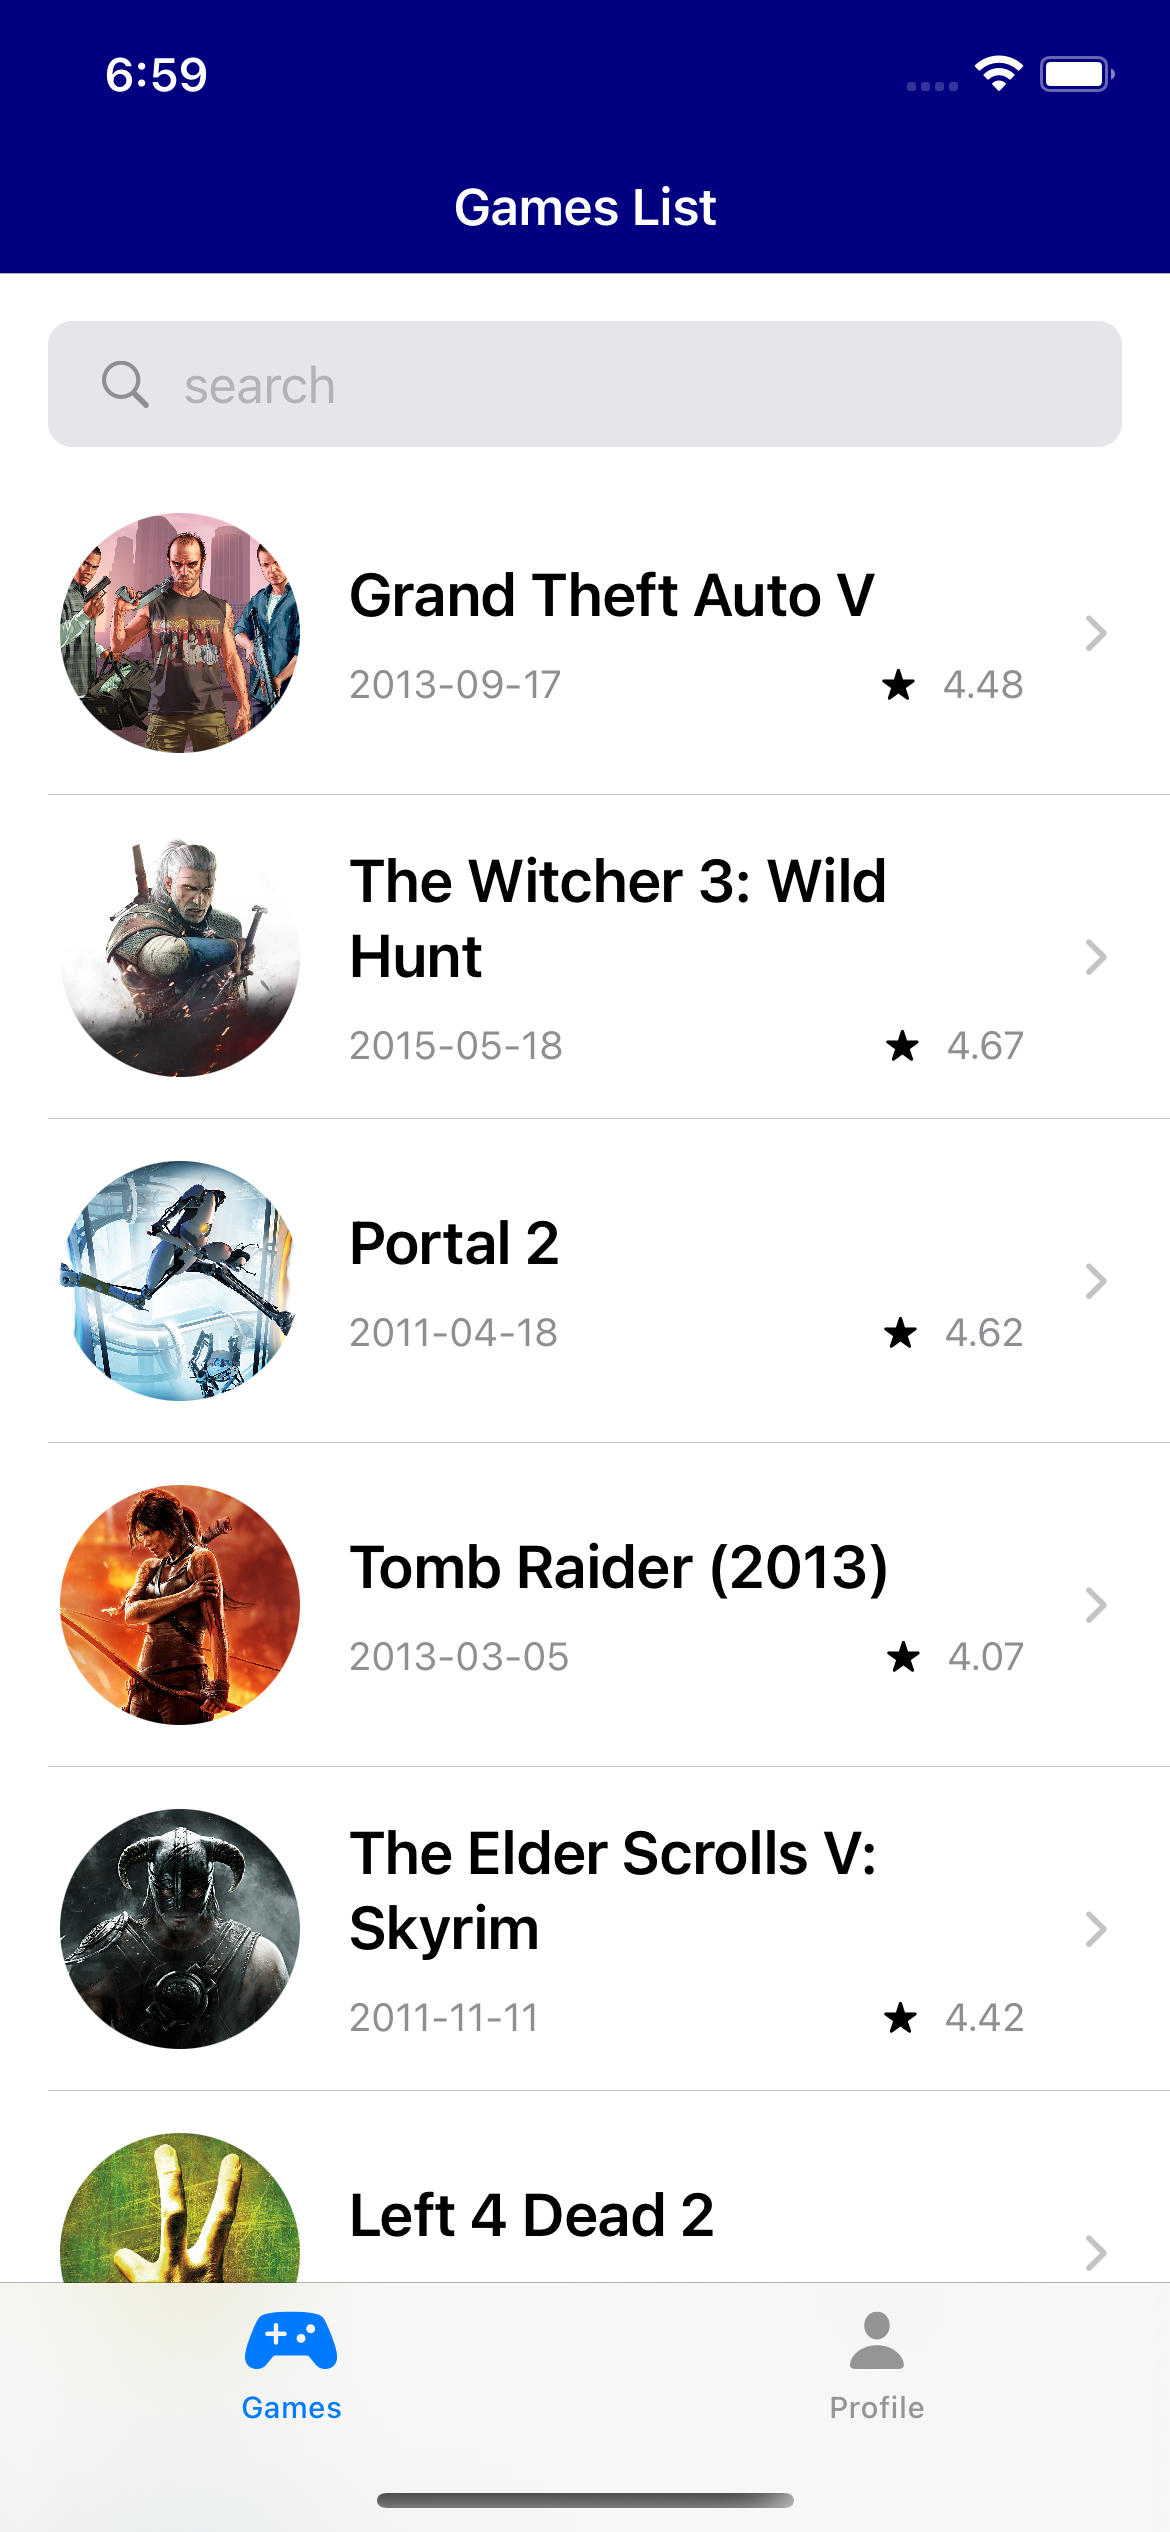 6:59
Games List
search
Grand Theft Auto V
2013-09-17 ★ 4.48
The Witcher 3: Wild
Hunt
2015-05-18 ★ 4.67
Portal 2
2011-04-18 ★ 4.62
Tomb Raider (2013)
2013-03-05 ★ 4.07
The Elder Scrolls V:
Skyrim
2011-11-11 ★ 4.42
Left 4 Dead 2
Games
Profile